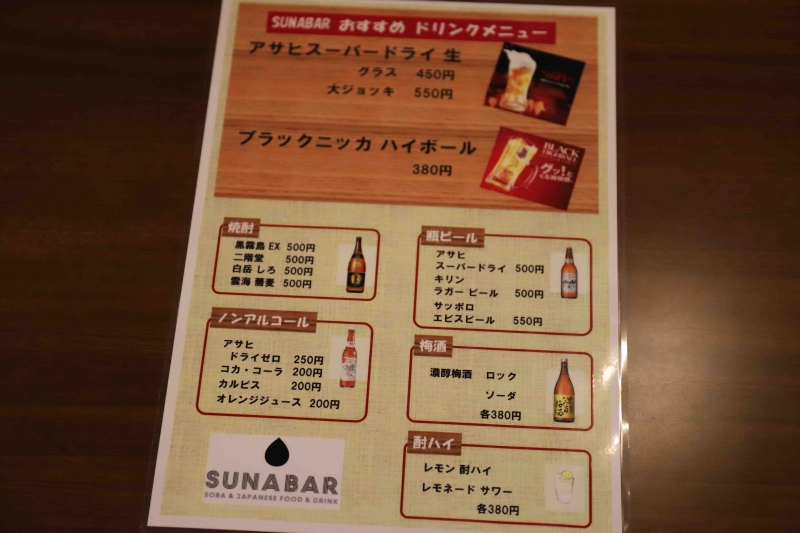 SUNABAR おすすめ ドリンクメニュー
アサヒスーパードライ 生
グラス 450円
大ジョッキ 550円
ブラックニッカ ハイボール
380円
BLACK
HIGHBALL
グッ!と
焼酎
黒霧島 EX 500円
二階堂 500円
白岳 しろ 500円
雲海 蕎麦 500円
瓶ビール
アサヒ
スーパードライ 500円
キリン
ラガー ビール 500円
サッポロ
エビスビール 550円
ノンアルコール
アサヒ
ドライゼロ 250円
コカ・コーラ 200円
カルピス 200円
オレンジジュース 200円
梅酒
濃醇梅酒 ロック
ソーダ
各380円
酎ハイ
レモン 酎ハイ
レモネード サワー
各380円
SUNABAR
SOBA & JAPANESE FOOD & DRINK